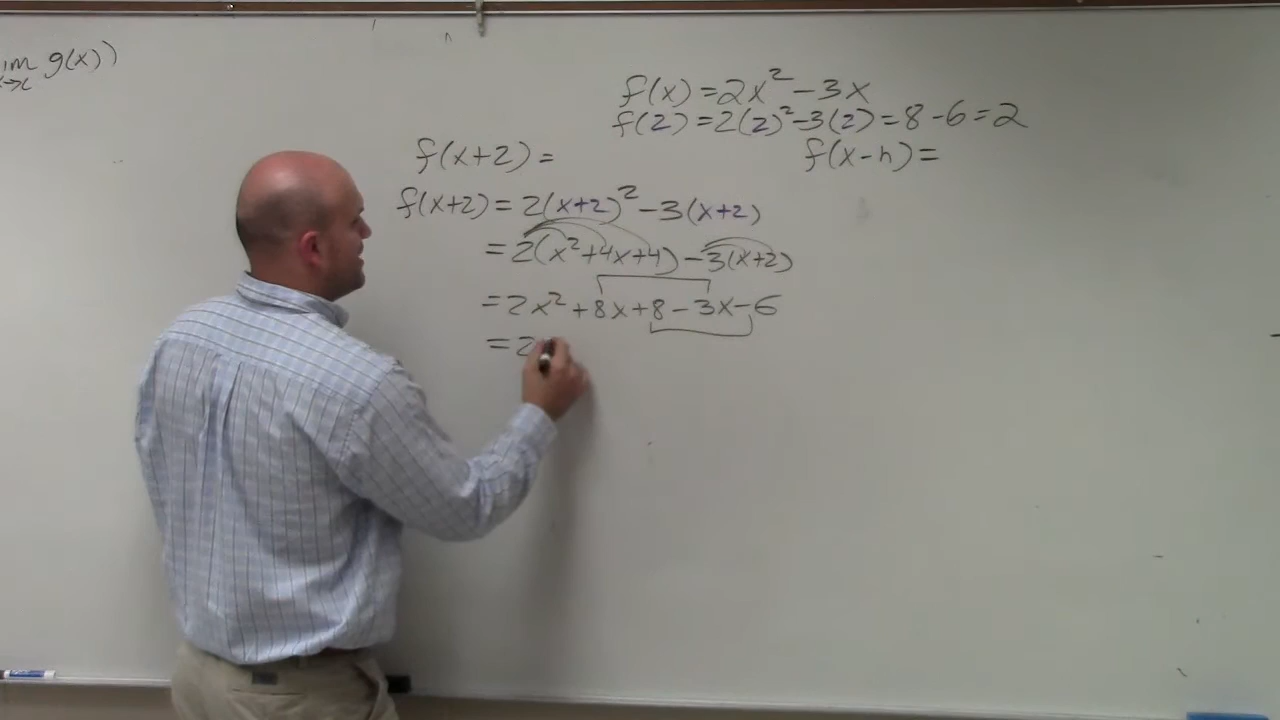 im g(x))
x→c
f(x) = 2x² - 3x
f(2) = 2(2)² - 3(2) = 8 - 6 = 2
f(x+2) =
f(x-h) =
f(x+2) = 2(x+2)² - 3(x+2)
= 2(x² + 4x + 4) - 3(x+2)
= 2x² + 8x + 8 - 3x - 6
= 2